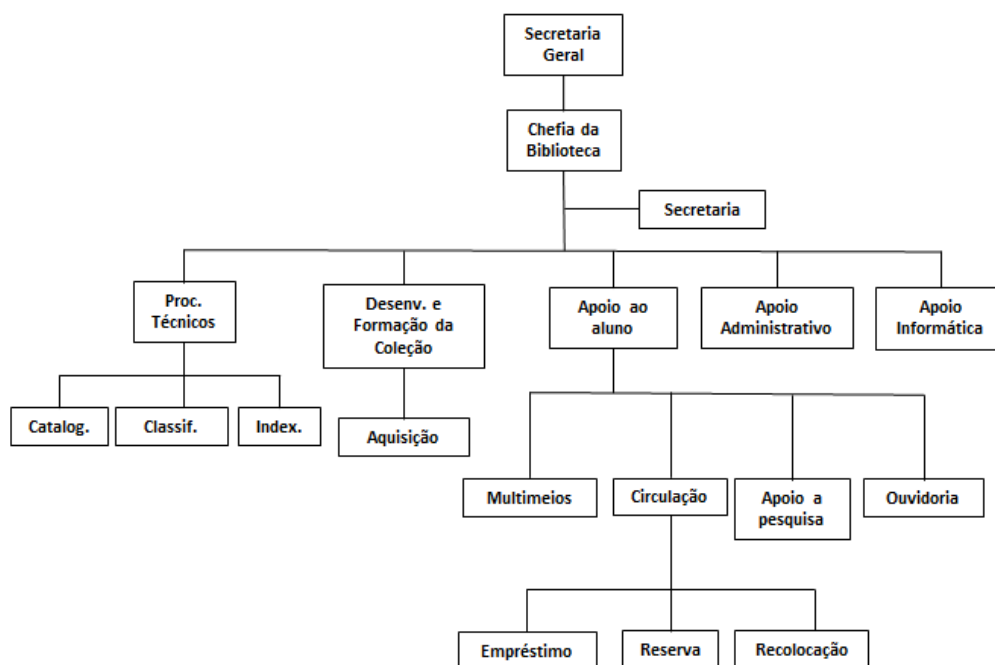 Secretaria
Geral
Chefia da
Biblioteca
Secretaria
Proc.
Técnicos
Desenv. e
Formação da
Coleção
Apoio ao
aluno
Apoio
Administrativo
Apoio
Informática
Catalog.
Classif.
Index.
Aquisição
Multimeios
Circulação
Apoio a
pesquisa
Ouvidoria
Empréstimo
Reserva
Recolocação